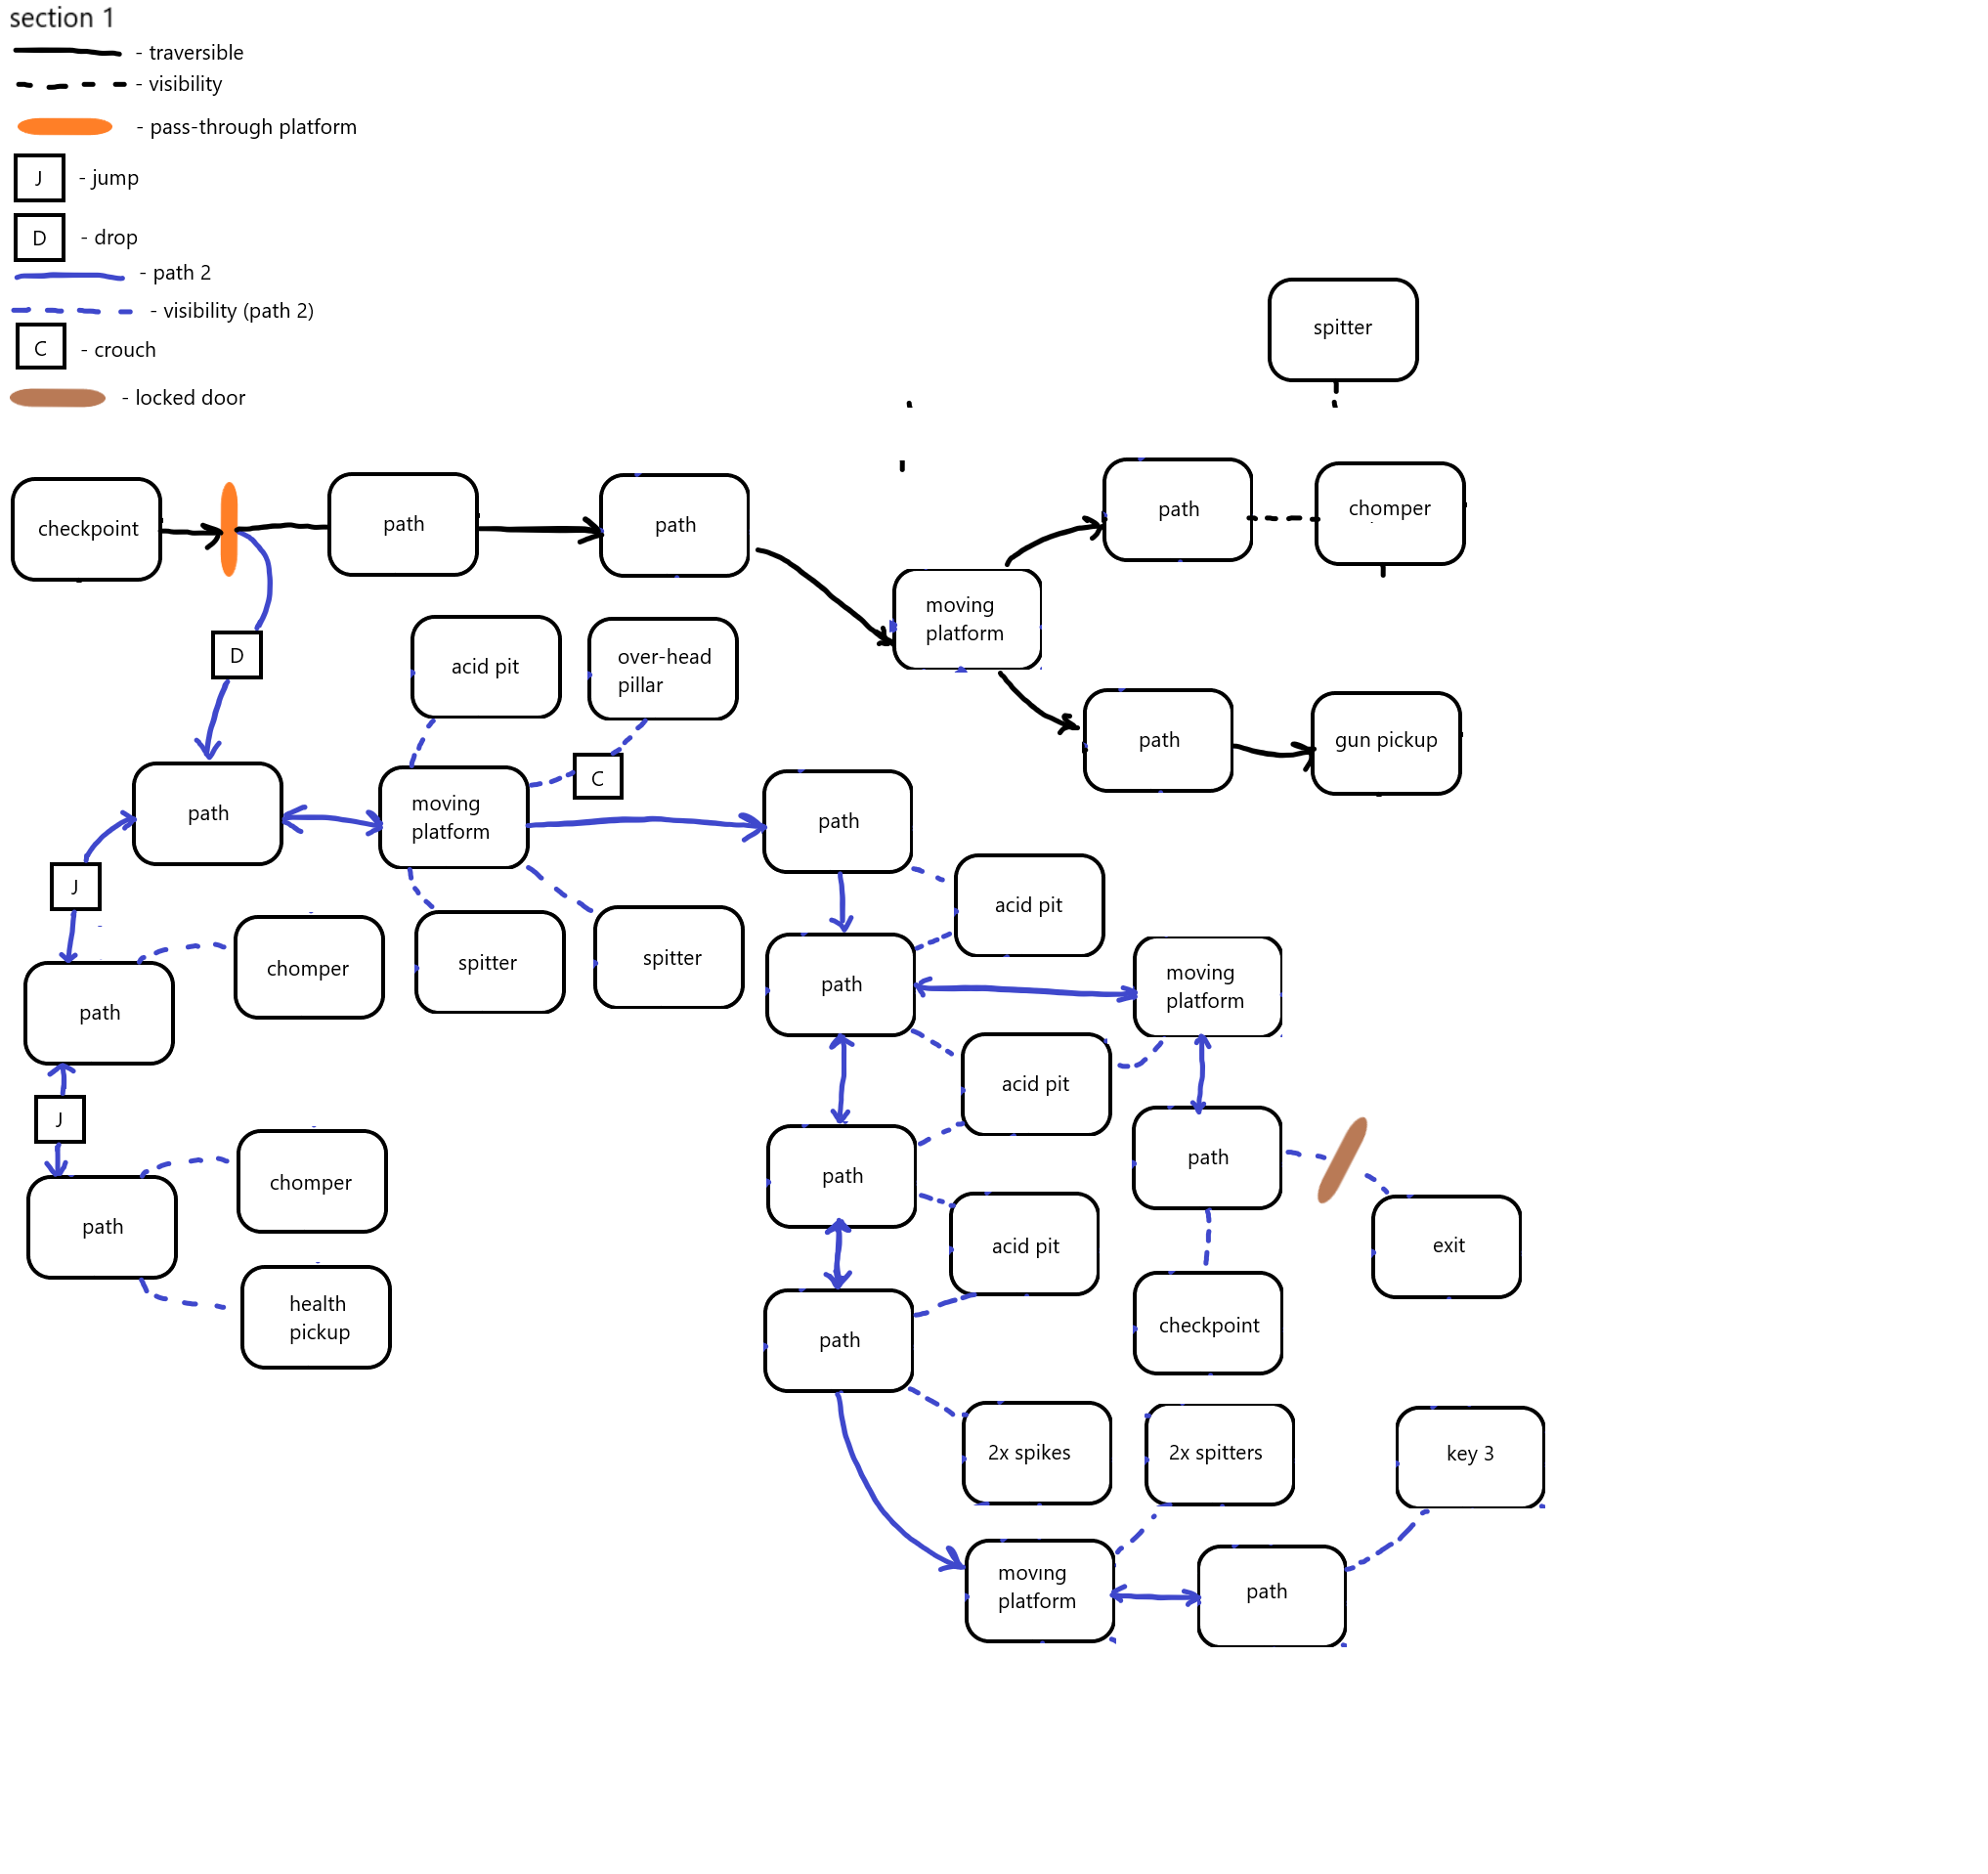 section 1
- traversible
- visibility
- pass-through platform
J
- jump
D
- drop
- path 2
- visibility (path 2)
C
- crouch
- locked door
spitter
checkpoint
path
path
path
chomper
moving
platform
D
acid pit
over-head
pillar
path
gun pickup
C
path
moving
platform
path
J
acid pit
chomper
spitter
spitter
path
path
moving
platform
acid pit
J
path
path
chomper
path
acid pit
exit
health
pickup
path
checkpoint
2x spikes
2x spitters
key 3
moving
platform
path